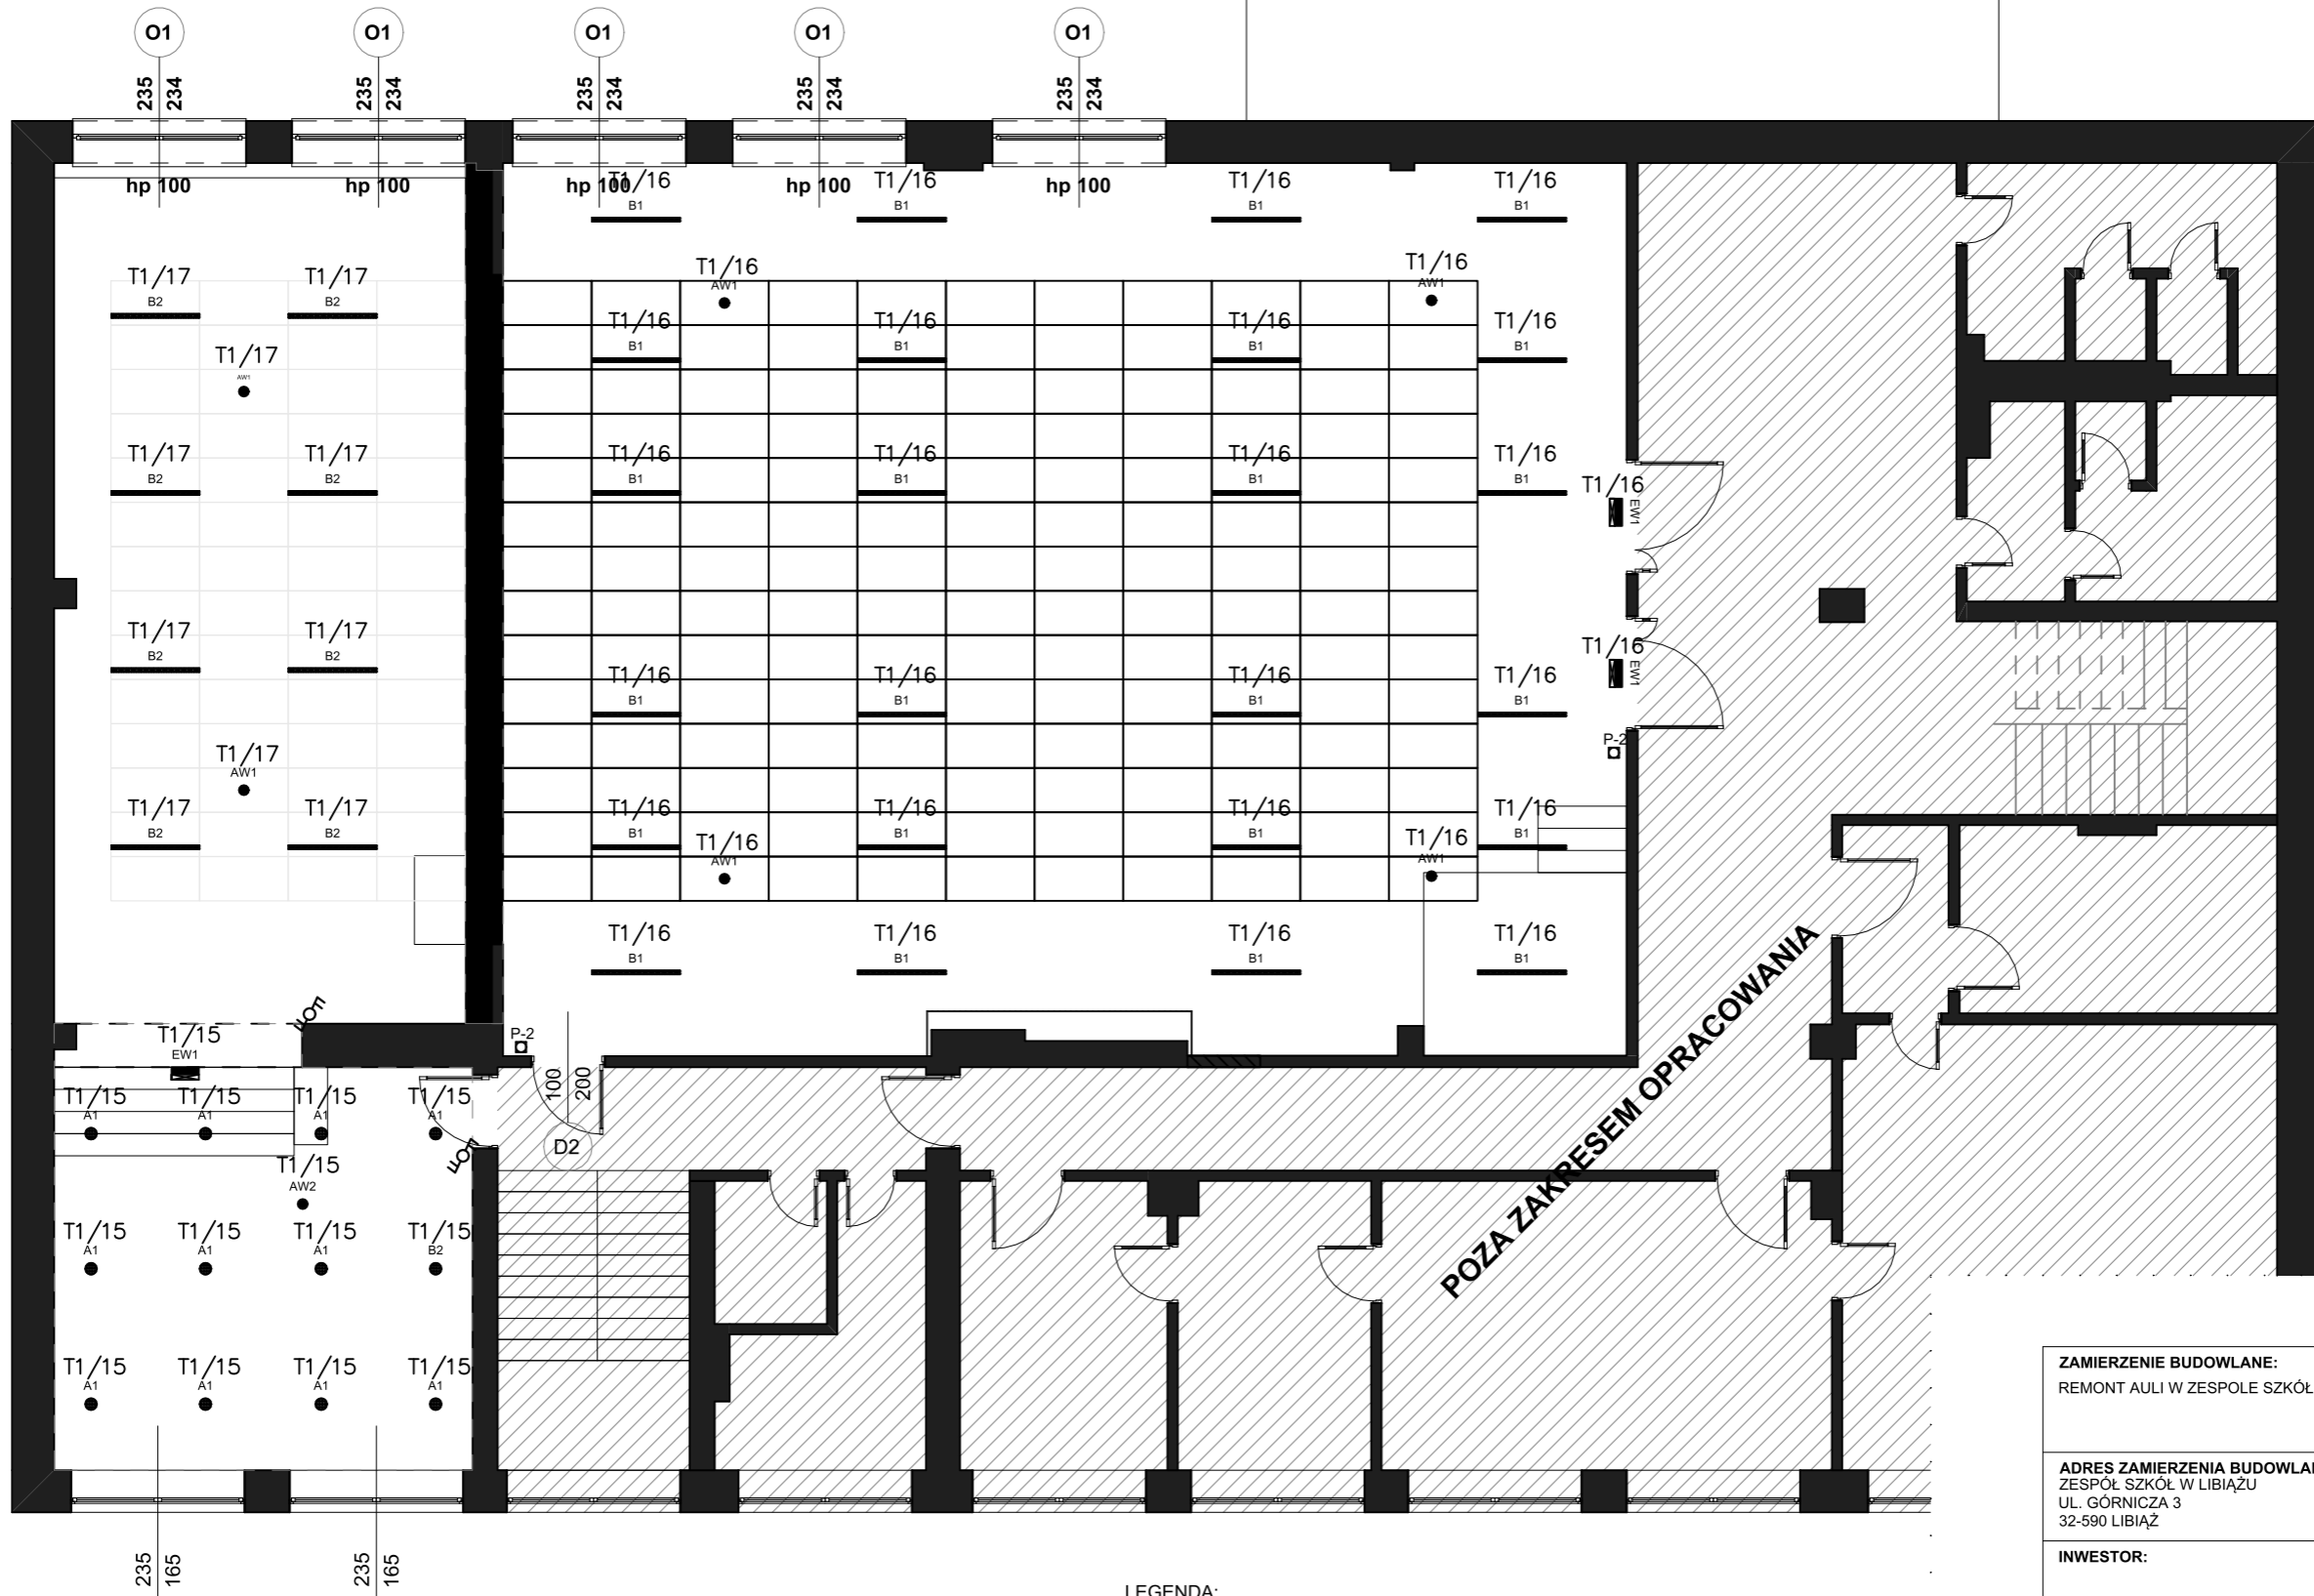 O1 O1 O1 O1 O1
235 234 235 234 235 234 235 234 235 234
hp 100 hp 100 hp 100 hp 100 hp 100
T1/16 T1/16 T1/16 T1/16
B1 B1 B1 B1
T1/17 T1/17 T1/16 T1/16
B2 B2 AW1 AW1
T1/16 T1/16 T1/16 T1/16
B1 B1 B1 B1
T1/17
AW1
T1/17 T1/17 T1/16 T1/16 T1/16 T1/16
B2 B2 B1 B1 B1 B1
T1/16
EW1
T1/17 T1/17
B2 B2
T1/16
EW1
T1/16 T1/16 T1/16 T1/16
B1 B1 B1 B1
P-2
T1/17
AW1
T1/17 T1/17 T1/16 T1/16 T1/16 T1/16
B2 B2 B1 B1 B1 B1
T1/16 T1/16
AW1 AW1
T1/16 T1/16 T1/16 T1/16
B1 B1 B1 B1
POZA ZAKRESEM OPRACOWANIA
T1/15
EW1
P-2
100 200
D2
T1/15 T1/15 T1/15 T1/15
A1 A1 A1 A1
T1/15
AW2
T1/15 T1/15 T1/15 T1/15
A1 A1 A1 B2
T1/15 T1/15 T1/15 T1/15
A1 A1 A1 A1
235 165 235 165
LEGENDA:
ZAMIERZENIE BUDOWLANE:
REMONT AULI W ZESPOLE SZKÓŁ
ADRES ZAMIERZENIA BUDOWLAN
ZESPÓŁ SZKÓŁ W LIBIĄŻU
UL. GÓRNICZA 3
32-590 LIBIĄŻ
INWESTOR: